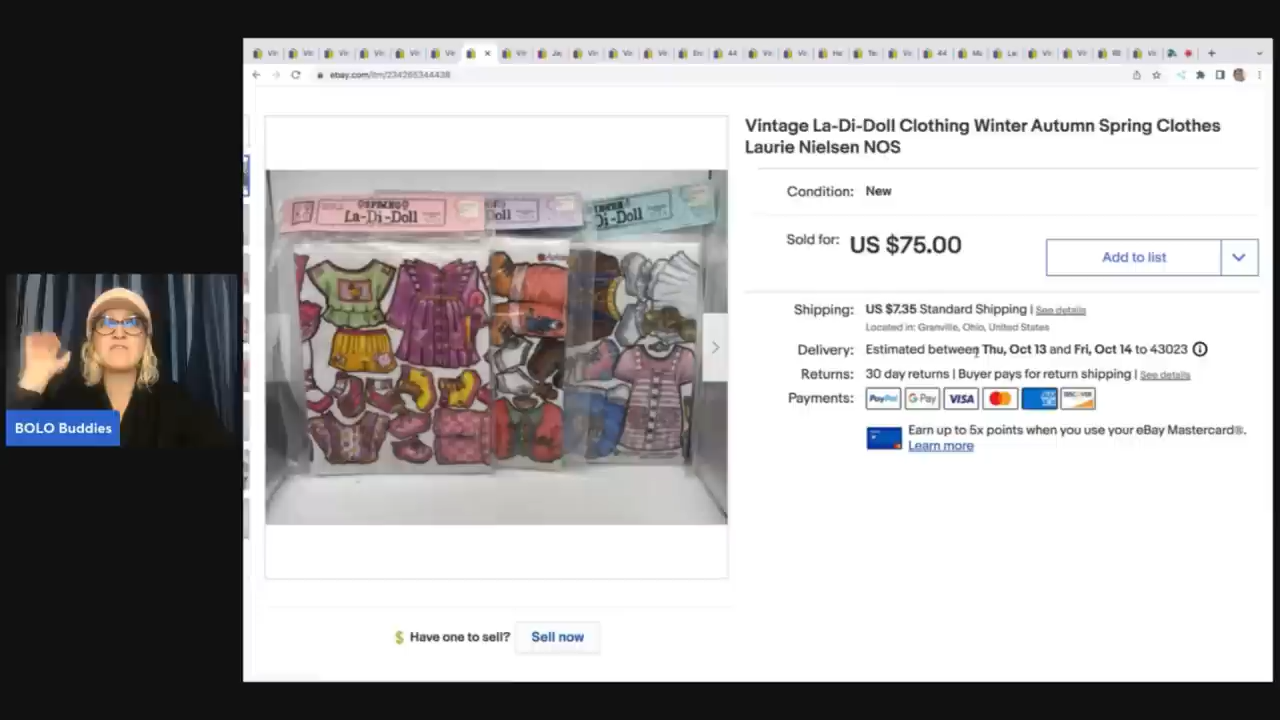 ebay.com/itm/234265344438
Vintage La-Di-Doll Clothing Winter Autumn Spring Clothes
Laurie Nielsen NOS
Condition: New
Sold for: US $75.00
Add to list
Shipping: US $7.35 Standard Shipping | See details
Located in: Granville, Ohio, United States
Delivery: Estimated between Thu, Oct 13 and Fri, Oct 14 to 43023
Returns: 30 day returns | Buyer pays for return shipping | See details
Payments: PayPal G Pay VISA DISCOVER
Earn up to 5x points when you use your eBay Mastercard®.
Learn more
La-Di-Doll
Doll
Di-Doll
BOLO Buddies
$ Have one to sell? Sell now